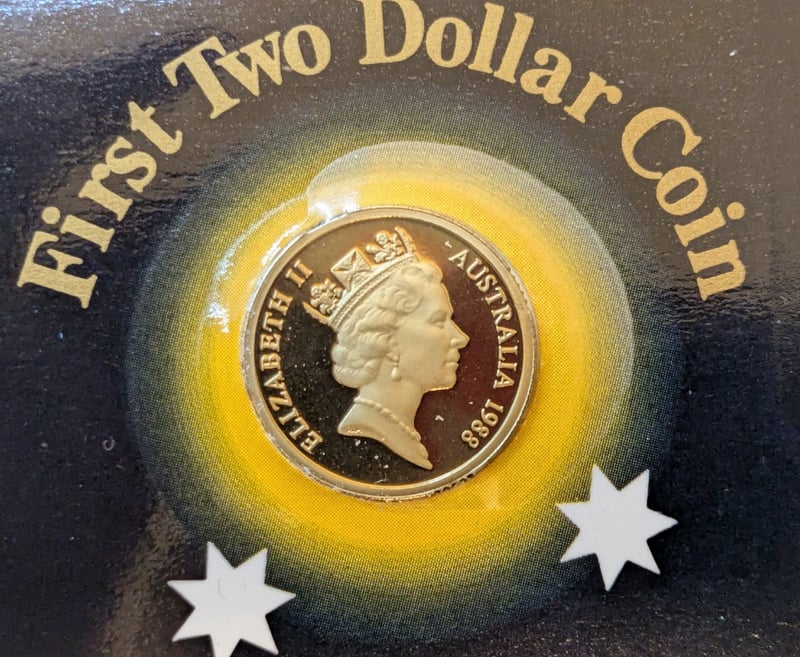 First Two Dollar Coin
ELIZABETH II
AUSTRALIA 1988